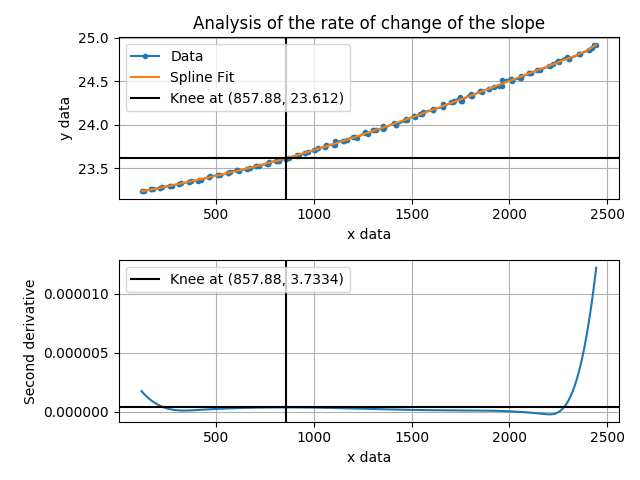 Analysis of the rate of change of the slope
25.0
24.5
24.0
23.5
y data
Data
Spline Fit
Knee at (857.88, 23.612)
500 1000 1500 2000 2500
x data
0.000010
0.000005
0.000000
Second derivative
Knee at (857.88, 3.7334)
500 1000 1500 2000 2500
x data